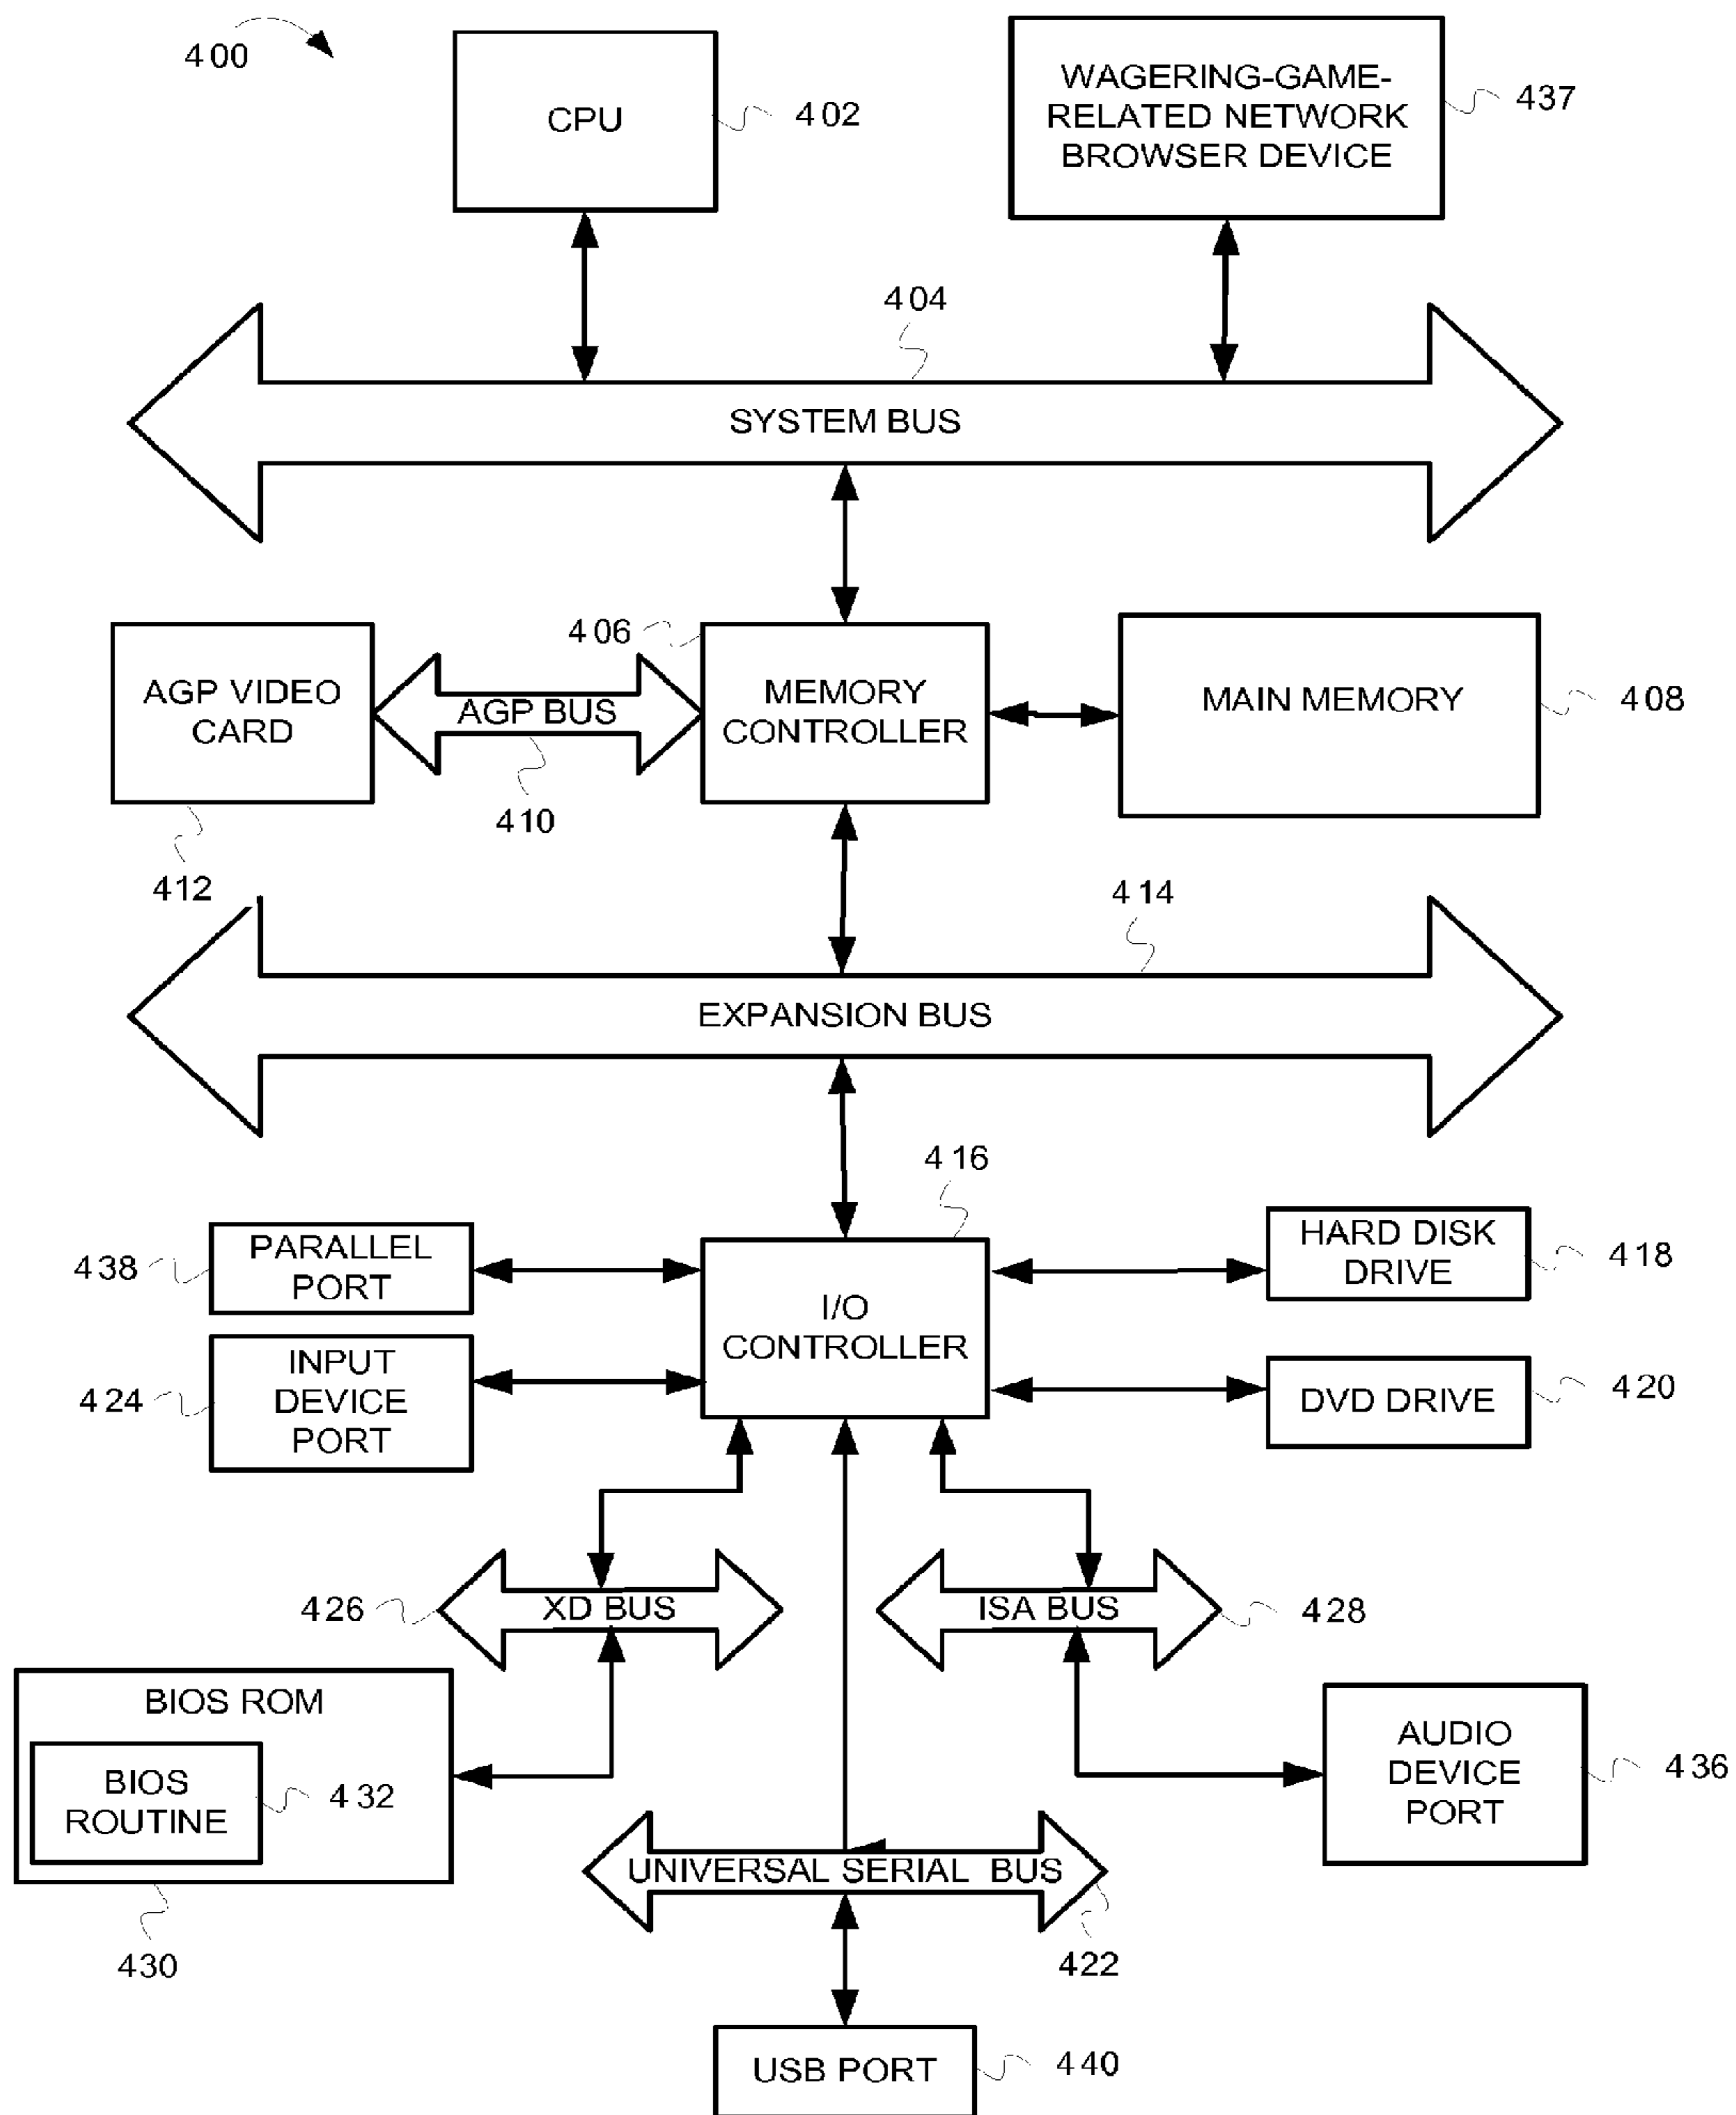 400
CPU
402
WAGERING-GAME-
RELATED NETWORK
BROWSER DEVICE
437
404
SYSTEM BUS
406
AGP VIDEO
CARD
AGP BUS
MEMORY
CONTROLLER
MAIN MEMORY
408
410
412
414
EXPANSION BUS
416
438
PARALLEL
PORT
I/O
CONTROLLER
HARD DISK
DRIVE
418
424
INPUT
DEVICE
PORT
DVD DRIVE
420
426
XD BUS
ISA BUS
428
BIOS ROM
BIOS
ROUTINE
432
AUDIO
DEVICE
PORT
436
UNIVERSAL SERIAL BUS
430
422
USB PORT
440